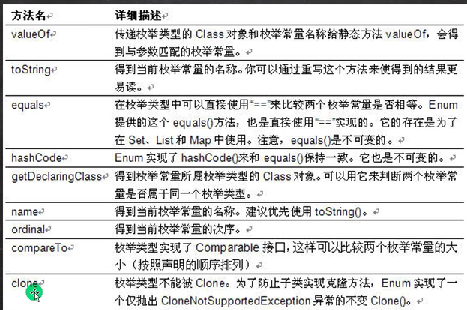 方法名 详细描述
valueOf 传递枚举类型的 Class 对象和枚举常量名称给静态方法 valueOf，会得
到与参数匹配的枚举常量。
toString 得到当前枚举常量的名称。你可以通过重写这个方法来使得到的结果更
易读。
equals 在枚举类型中可以直接使用“==”来比较两个枚举常量是否相等。Enum
提供的这个 equals()方法，也是直接使用“==”实现的。它的存在是为了
在 Set、List 和 Map 中使用。注意，equals()是不可变的。
hashCode Enum 实现了 hashCode()来和 equals()保持一致。它也是不可变的。
getDeclaringClass 得到枚举常量所属枚举类型的 Class 对象。可以用它来判断两个枚举常
量是否属于同一个枚举类型。
name 得到当前枚举常量的名称。建议优先使用 toString()。
ordinal 得到当前枚举常量的次序。
compareTo 枚举类型实现了 Comparable 接口，这样可以比较两个枚举常量的大
小（按照声明的顺序排列）
clone 枚举类型不能被 Clone。为了防止子类实现克隆方法，Enum 实现了一
个仅抛出 CloneNotSupportedException 异常的不变 Clone()。